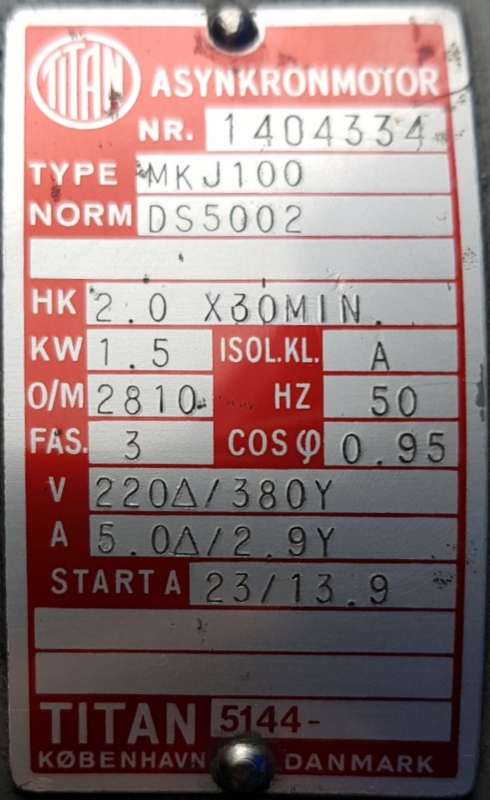 TITAN
ASYNKRONMOTOR
NR. 1404334
TYPE MKJ100
NORM DS5002
HK 2.0 X30MIN.
KW 1.5 ISOL.KL. A
O/M 2810 HZ 50
FAS. 3 COS φ 0.95
V 220Δ/380Y
A 5.0Δ/2.9Y
START A 23/13.9
TITAN 5144-
KØBENHAVN DANMARK